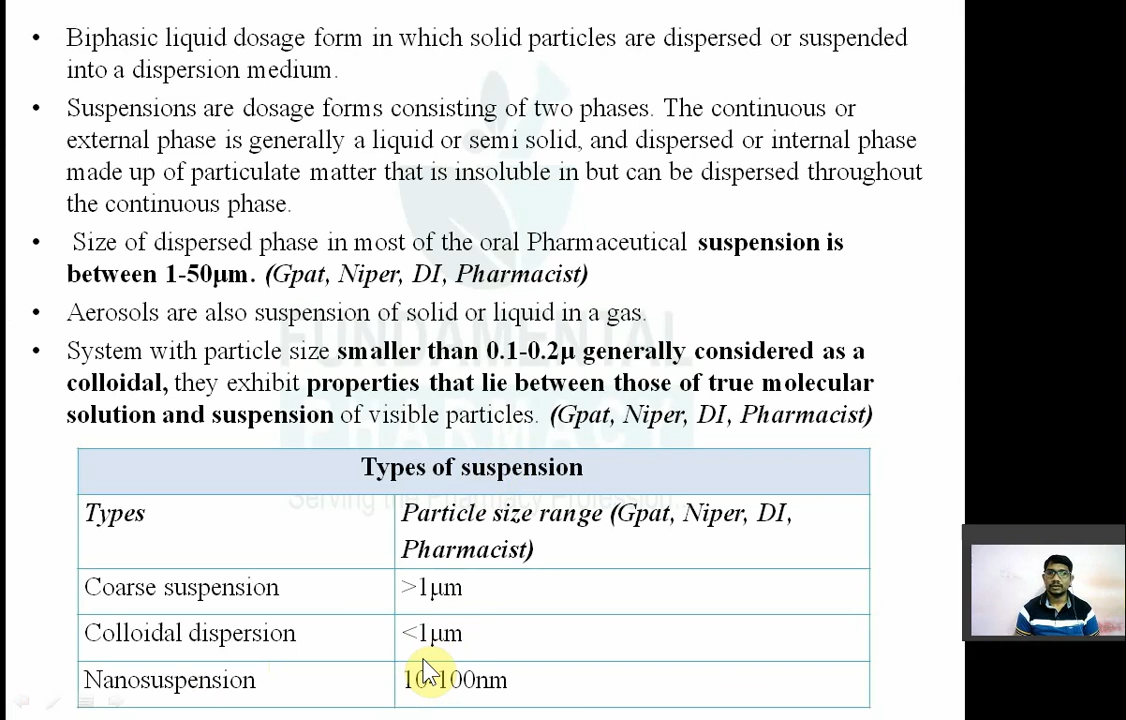 • Biphasic liquid dosage form in which solid particles are dispersed or suspended
into a dispersion medium.
• Suspensions are dosage forms consisting of two phases. The continuous or
external phase is generally a liquid or semi solid, and dispersed or internal phase
made up of particulate matter that is insoluble in but can be dispersed throughout
the continuous phase.
• Size of dispersed phase in most of the oral Pharmaceutical suspension is
between 1-50μm. (Gpat, Niper, DI, Pharmacist)
• Aerosols are also suspension of solid or liquid in a gas.
FUNDAMENTAL
• System with particle size smaller than 0.1-0.2μ generally considered as a
colloidal, they exhibit properties that lie between those of true molecular
solution and suspension of visible particles. (Gpat, Niper, DI, Pharmacist)
PHARMACY
Types of suspension
Serving the Pharmacy Profession...
Types Particle size range (Gpat, Niper, DI,
Pharmacist)
Coarse suspension >1μm
Colloidal dispersion <1μm
Nanosuspension 10-100nm